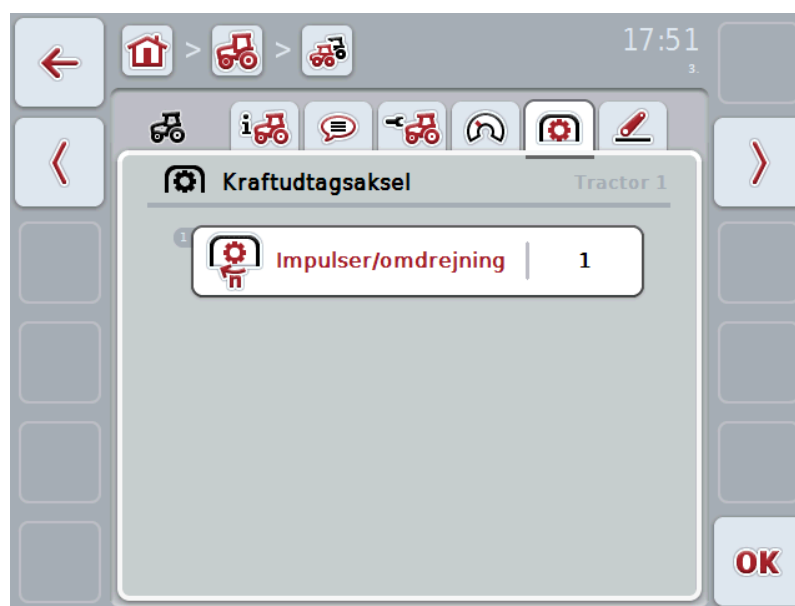 17:51
3.
Kraftudtagsaksel
Tractor 1
1
Impulser/omdrejning
1
n
OK